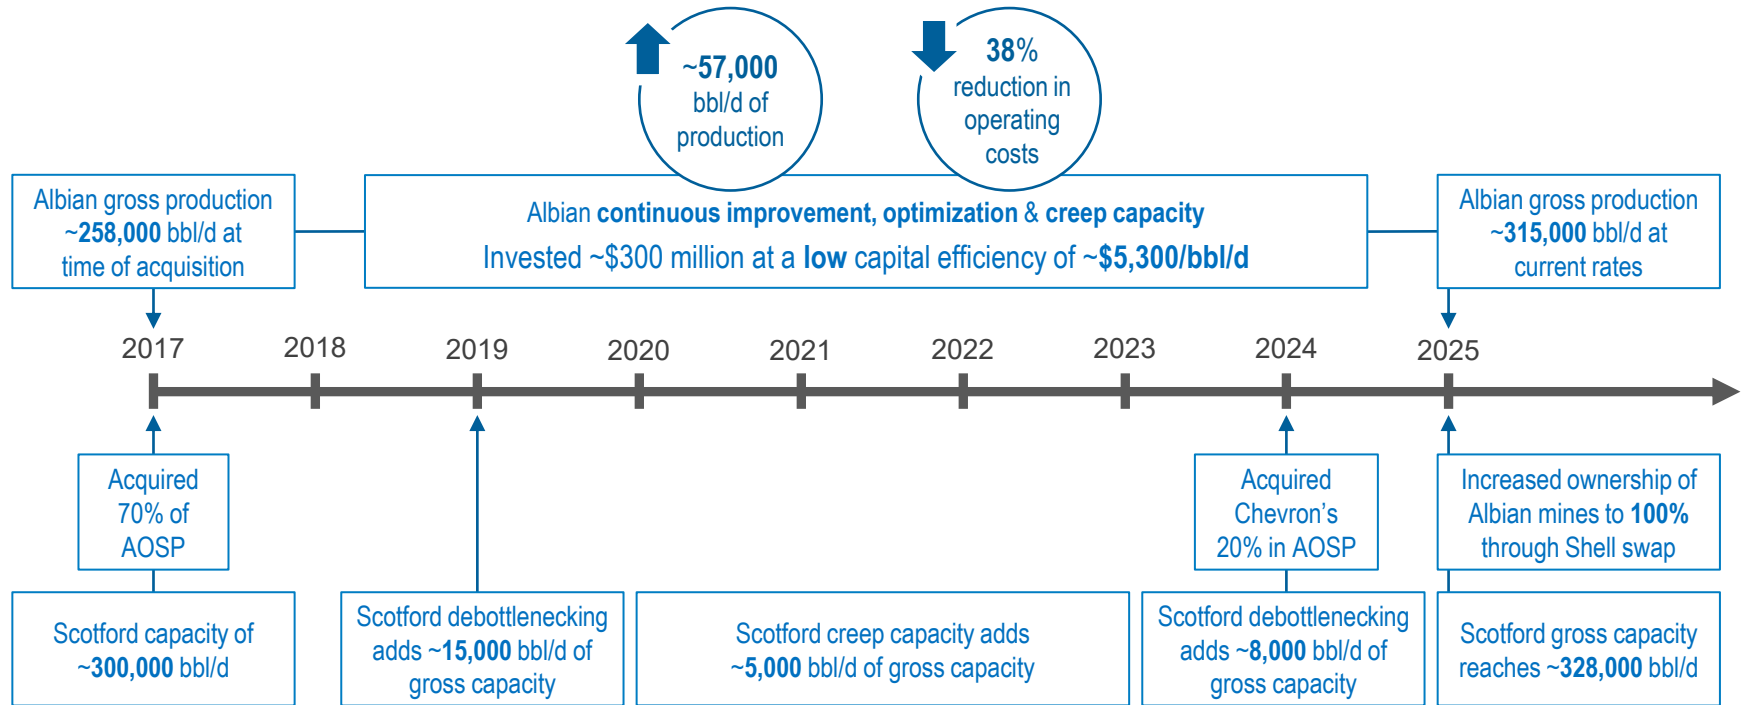 ~57,000
bbl/d of
production
38%
reduction in
operating
costs
Albian gross production
~258,000 bbl/d at
time of acquisition
Albian continuous improvement, optimization & creep capacity
Invested ~$300 million at a low capital efficiency of ~$5,300/bbl/d
Albian gross production
~315,000 bbl/d at
current rates
2017
2018
2019
2020
2021
2022
2023
2024
2025
Acquired
70% of
AOSP
Acquired
Chevron's
20% in AOSP
Increased ownership of
Albian mines to 100%
through Shell swap
Scotford capacity of
~300,000 bbl/d
Scotford debottlenecking
adds ~15,000 bbl/d of
gross capacity
Scotford creep capacity adds
~5,000 bbl/d of gross capacity
Scotford debottlenecking
adds ~8,000 bbl/d of
gross capacity
Scotford gross capacity
reaches ~328,000 bbl/d